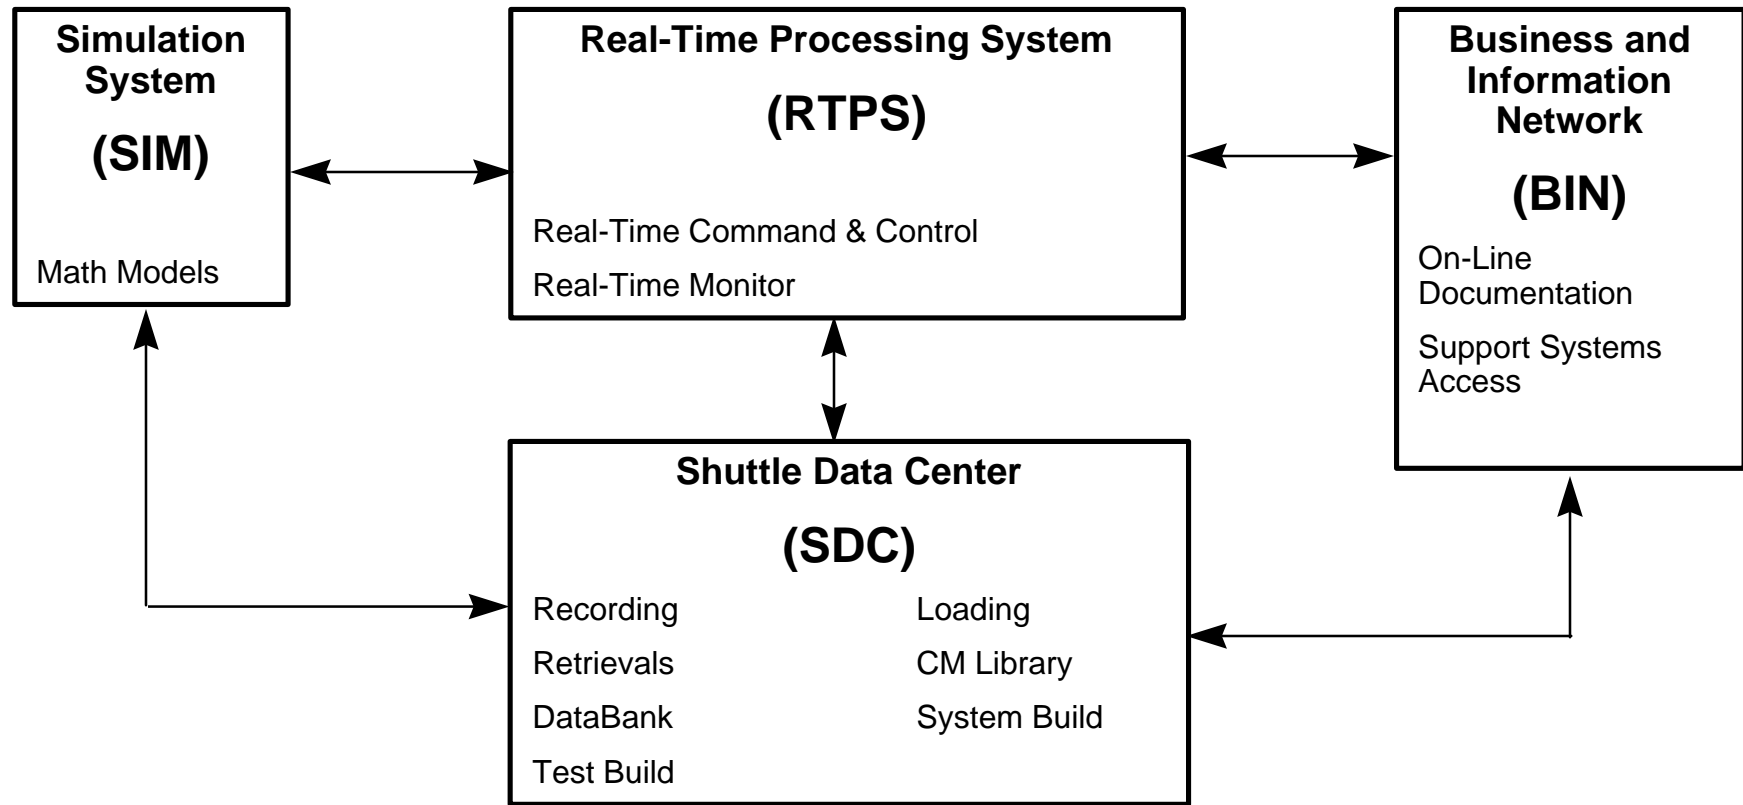 Simulation
System
(SIM)
Math Models
Real-Time Processing System
(RTPS)
Real-Time Command & Control
Real-Time Monitor
Business and
Information
Network
(BIN)
On-Line
Documentation
Support Systems
Access
Shuttle Data Center
(SDC)
Recording
Retrievals
DataBank
Test Build
Loading
CM Library
System Build